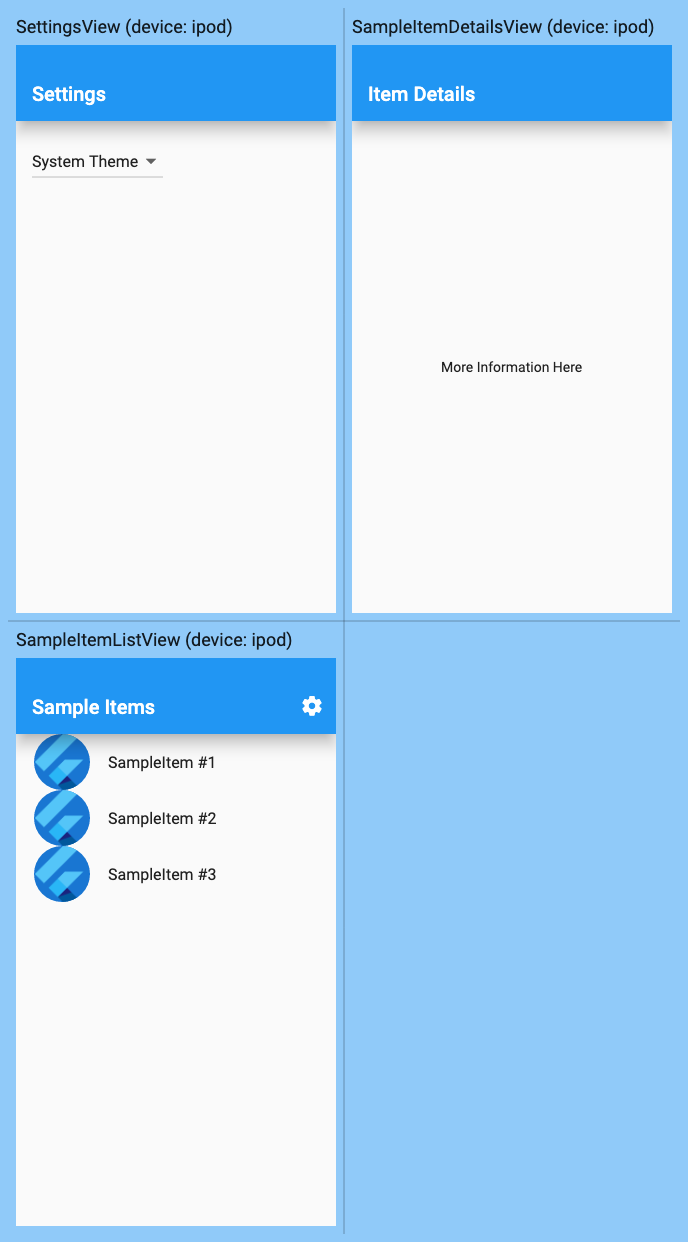 SettingsView (device: ipod)
Settings
System Theme
SampleItemDetailsView (device: ipod)
Item Details
More Information Here
SampleItemListView (device: ipod)
Sample Items
SampleItem #1
SampleItem #2
SampleItem #3